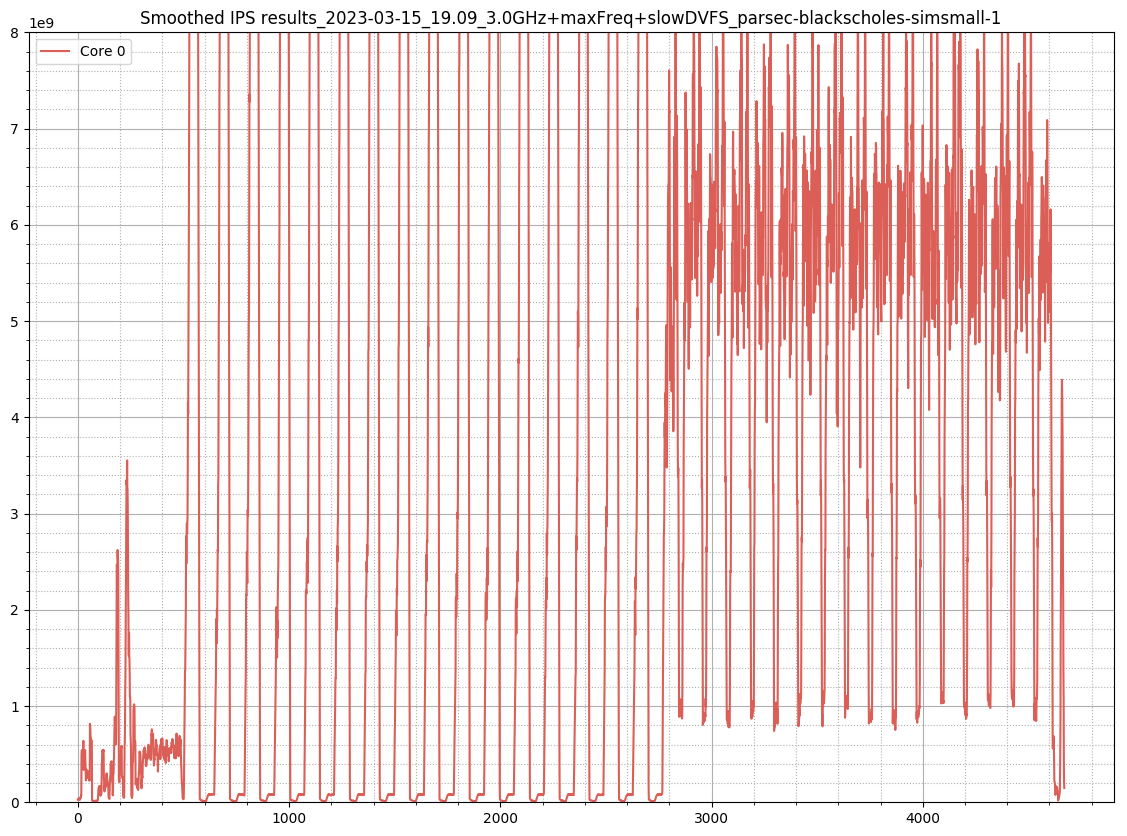 Smoothed IPS results_2023-03-15_19.09_3.0GHz+maxFreq+slowDVFS_parsec-blackscholes-simsmall-1
1e9
Core 0
8
7
6
5
4
3
2
1
0
0 1000 2000 3000 4000